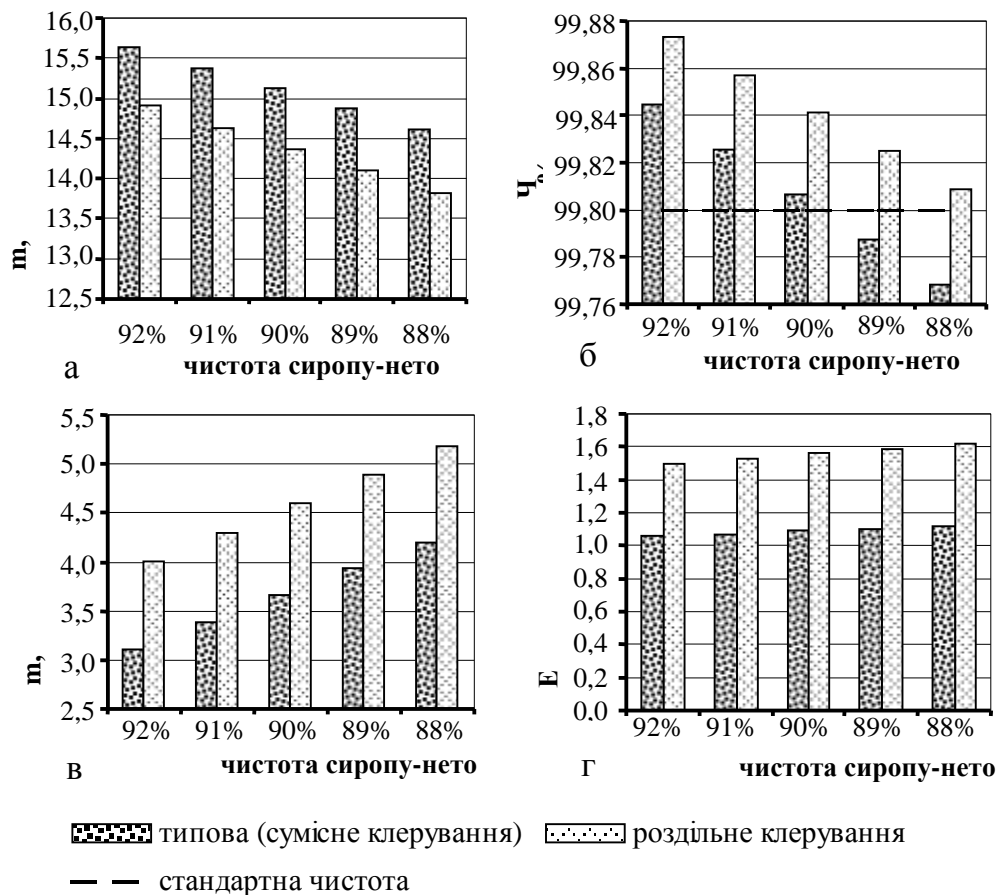 16,0
15,5
15,0
14,5
14,0
13,5
13,0
12,5
m,
92% 91% 90% 89% 88%
а
чистота сиропу-нето
99,88
99,86
99,84
99,82
99,80
99,78
99,76
92% 91% 90% 89% 88%
б
чистота сиропу-нето
5,5
5,0
4,5
4,0
3,5
3,0
2,5
m,
92% 91% 90% 89% 88%
в
чистота сиропу-нето
1,8
1,6
1,4
1,2
1,0
0,8
0,6
0,4
0,2
0,0
Е
92% 91% 90% 89% 88%
г
чистота сиропу-нето
типова (сумісне клерування) роздільне клерування
стандартна чистота